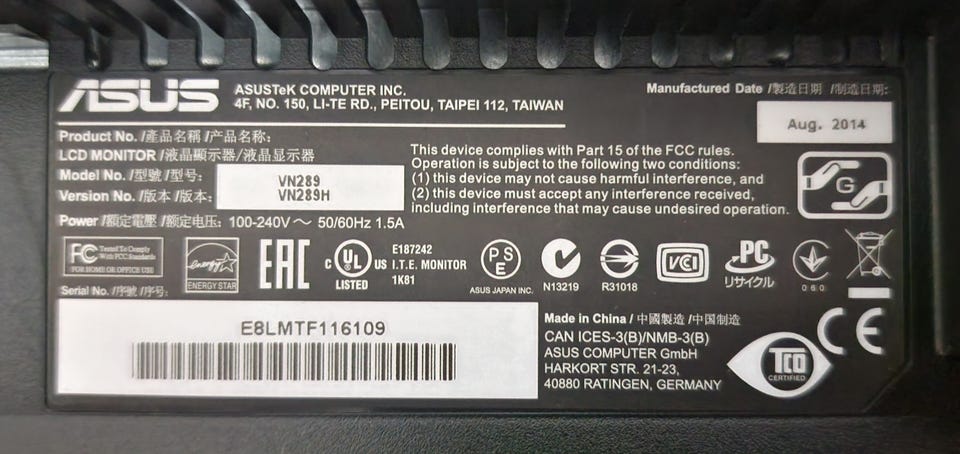 ASUS
ASUSTeK COMPUTER INC.
4F, NO. 150, LI-TE RD., PEITOU, TAIPEI 112, TAIWAN
Manufactured Date /製造日期 /制造日期:
Aug. 2014
Product No. /產品名稱 /产品名称:
LCD MONITOR /液晶顯示器/液晶显示器
Model No. /型號/型号:
VN289
Version No. /版本 /版本:
VN289H
Power /額定電壓 /额定电压: 100-240V ～ 50/60Hz 1.5A
This device complies with Part 15 of the FCC rules.
Operation is subject to the following two conditions:
(1) this device may not cause harmful interference, and
(2) this device must accept any interference received,
including interference that may cause undesired operation.
G
FC Tested To Comply
With FCC Standards
FOR HOME OR OFFICE USE
energy
ENERGY STAR
EAC
C UL US
LISTED
E187242
I.T.E. MONITOR
1K81
PSE
ASUS JAPAN INC.
N13219
R31018
VCI
PC
リサイクル
060
Serial No. /序號 /序号:
E8LMTF116109
Made in China / 中國製造 /中国制造
CAN ICES-3(B)/NMB-3(B)
ASUS COMPUTER GmbH
HARKORT STR. 21-23,
40880 RATINGEN, GERMANY
TCO
CERTIFIED
CE